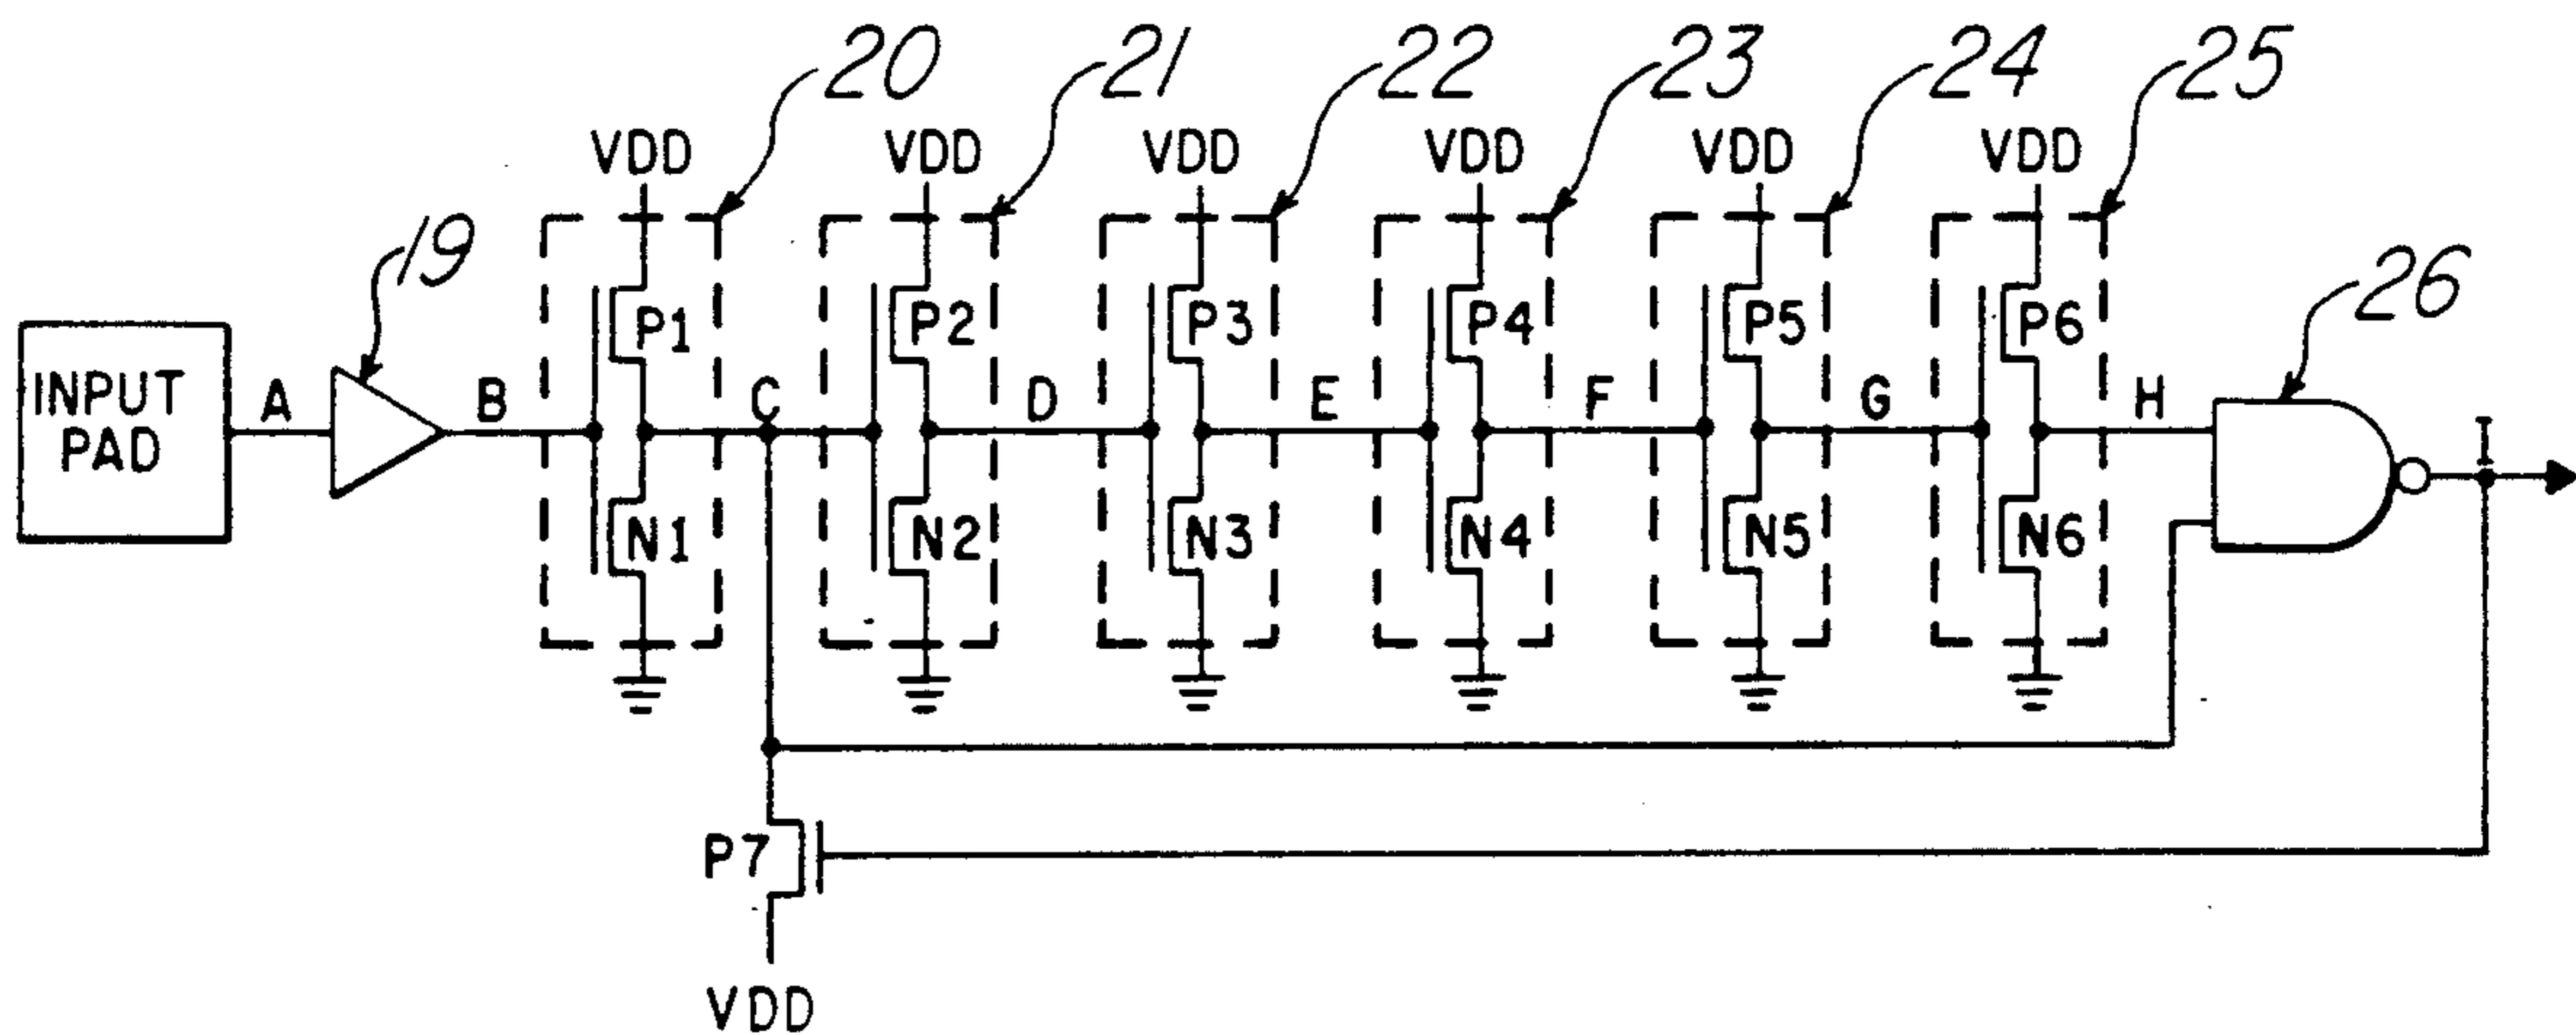 20 21 22 23 24 25
VDD VDD VDD VDD VDD VDD
19
26
P1 P2 P3 P4 P5 P6
INPUT
PAD
A B C D E F G H I
N1 N2 N3 N4 N5 N6
P7
VDD